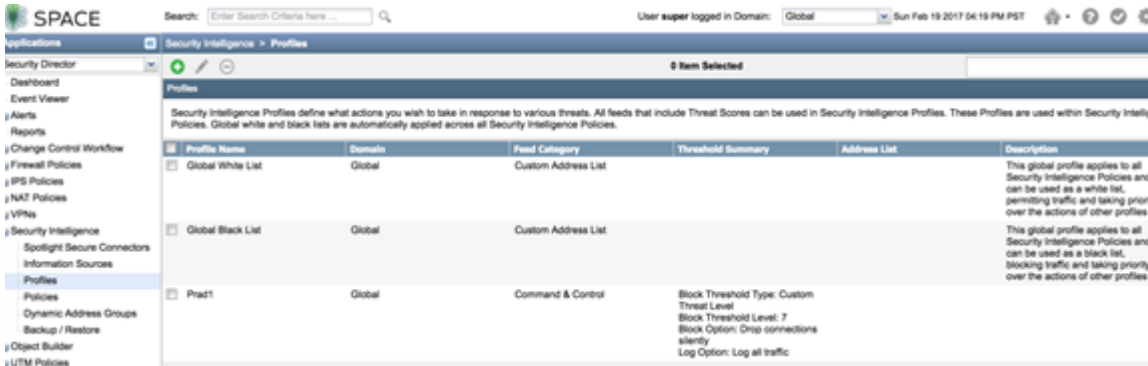 SPACE
Search: Enter Search Criteria here ...
User super logged in Domain: Global
Sun Feb 19 2017 04:19 PM PST
Applications
Security Director
Dashboard
Event Viewer
Alerts
Reports
Change Control Workflow
Firewall Policies
IPS Policies
NAT Policies
VPNs
Security Intelligence
Spotlight Secure Connectors
Information Sources
Profiles
Policies
Dynamic Address Groups
Backup / Restore
Object Builder
UTM Policies
Security Intelligence > Profiles
0 Item Selected
Profiles
Security Intelligence Profiles define what actions you wish to take in response to various threats. All feeds that include Threat Scores can be used in Security Intelligence Profiles. These Profiles are used within Security Intelli
Policies. Global white and black lists are automatically applied across all Security Intelligence Policies.
Profile Name Domain Feed Category Threshold Summary Address List Description
Global White List Global Custom Address List
This global profile applies to all
Security Intelligence Policies and
can be used as a white list,
permitting traffic and taking prior
over the actions of other profiles
Global Black List Global Custom Address List
This global profile applies to all
Security Intelligence Policies and
can be used as a black list,
blocking traffic and taking priority
over the actions of other profiles
Prad1 Global Command & Control
Block Threshold Type: Custom
Threat Level
Block Threshold Level: 7
Block Option: Drop connections
silently
Log Option: Log all traffic